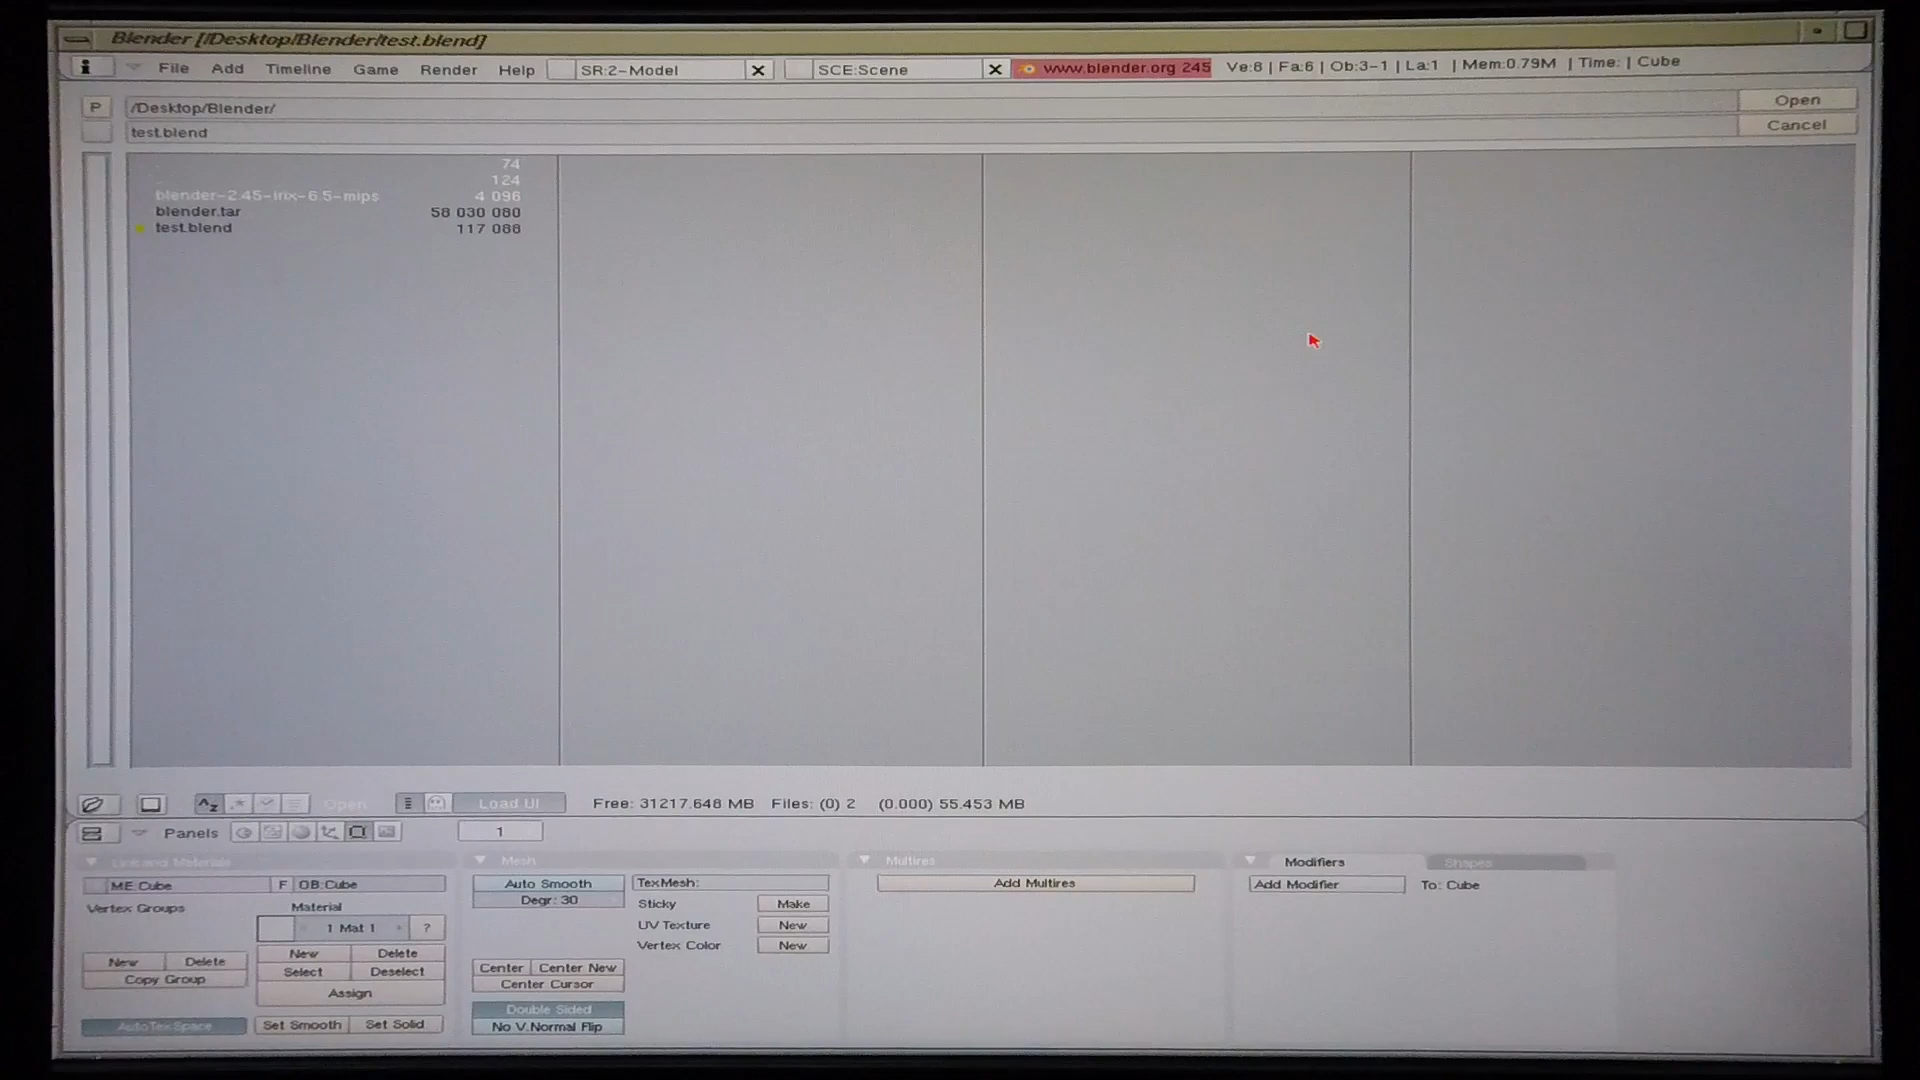 Blender [/Desktop/Blender/test.blend]
File Add Timeline Game Render Help SR:2-Model SCE:Scene www.blender.org 245 Ve:8 | Fa:6 | Ob:3-1 | La:1 | Mem:0.79M | Time: | Cube
P /Desktop/Blender/ Open
test.blend Cancel
74
124
blender-2.45-irix-6.5-mips 4 096
blender.tar 58 030 080
test.blend 117 088
Open Load UI Free: 31217.648 MB Files: (0) 2 (0.000) 55.453 MB
Panels 1
Link and Materials Mesh Multires Modifiers Shapes
ME:Cube F OB:Cube Auto Smooth TexMesh: Add Multires Add Modifier To: Cube
Degr: 30
Vertex Groups Material Sticky Make
1 Mat 1 ? UV Texture New
Vertex Color New
New Delete New Delete
Copy Group Select Deselect Center Center New
Assign Center Cursor
AutoTexSpace Set Smooth Set Solid Double Sided
No V.Normal Flip